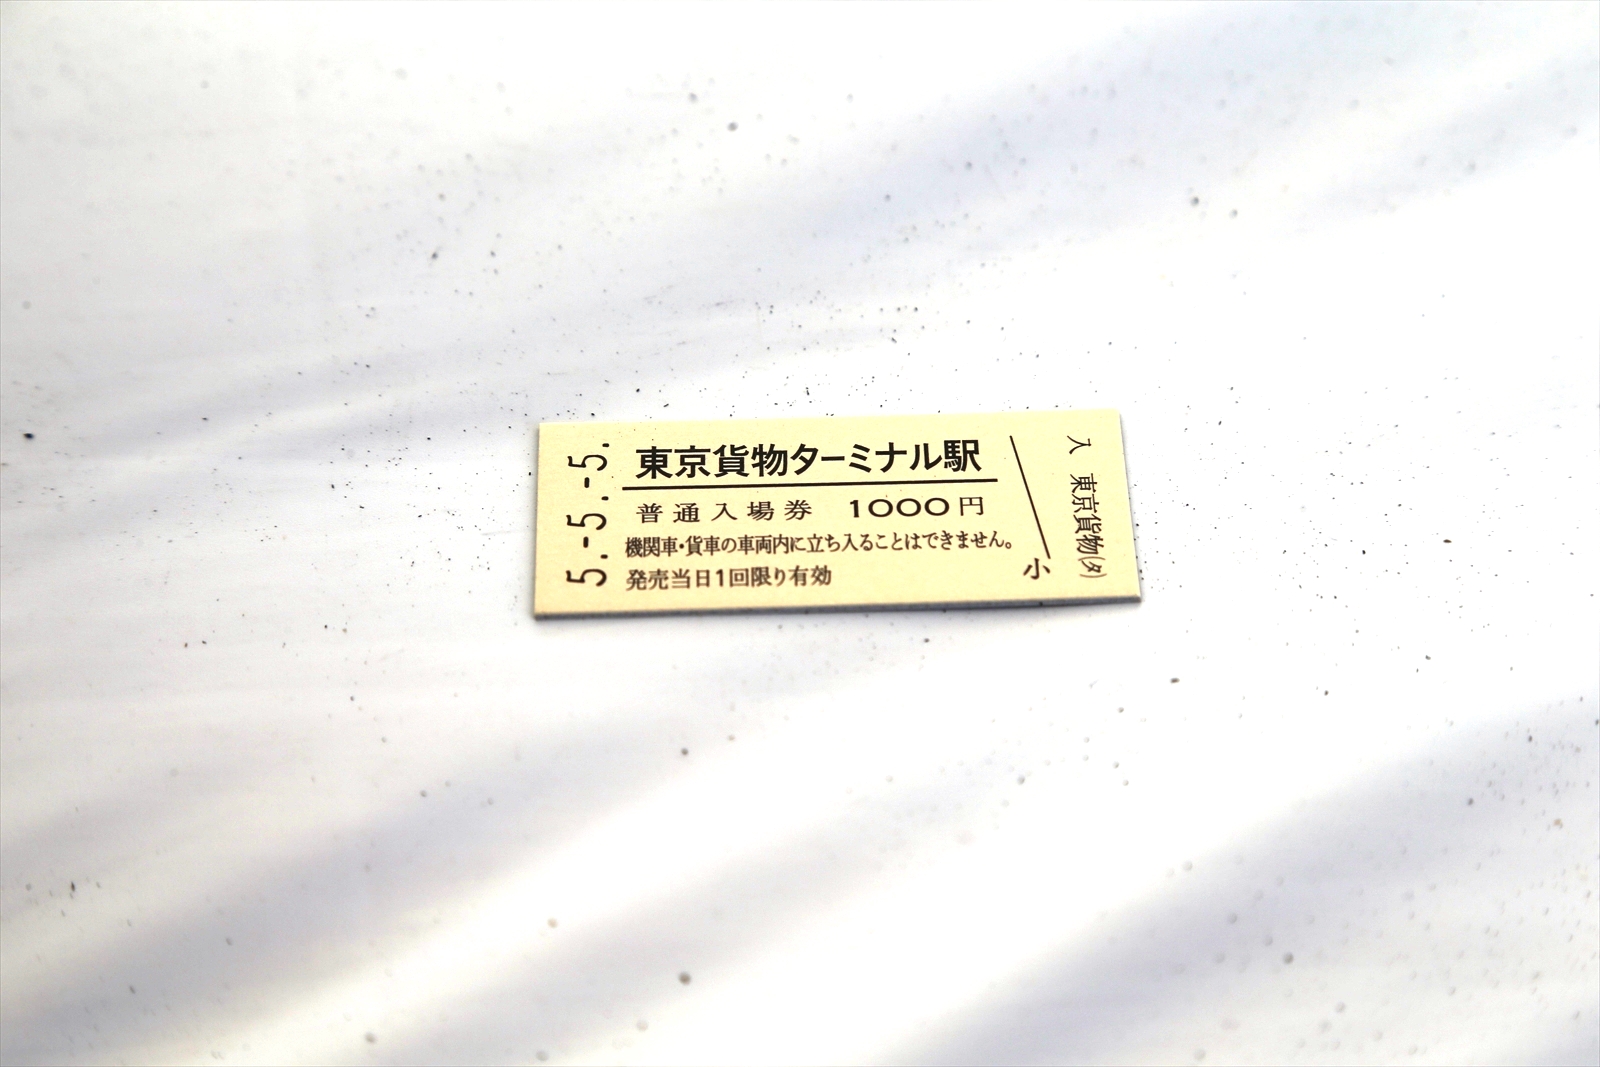 5.-5.-5.
東京貨物ターミナル駅
普通入場券 1000円
機関車・貨車の車両内に立ち入ることはできません。
発売当日1回限り有効
小
入 東京貨物(タ)